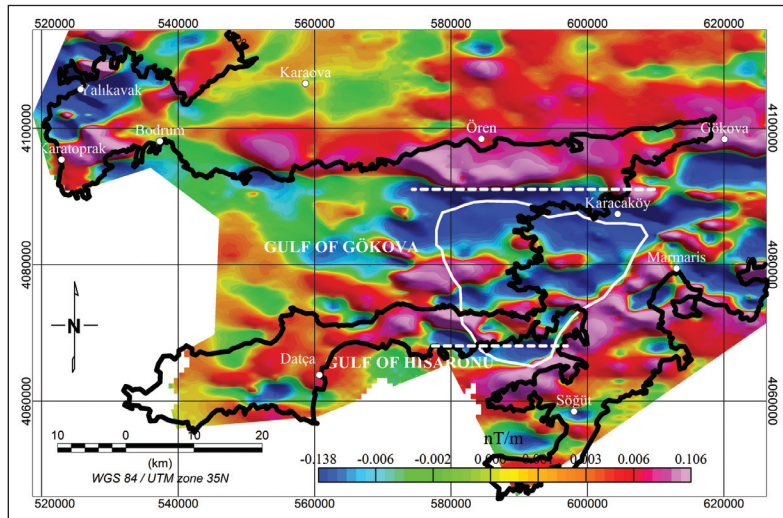 520000 540000 560000 580000 600000 620000
4100000
4080000
4060000
Karaova
Yalıkavak
Bodrum
Ören
Gökova
Karatoprak
Karacaköy
GULF OF GÖKOVA
Marmaris
N
Datça
GULF OF HİSARÖNÜ
Söğüt
10 0 10 20
(km)
WGS 84 / UTM zone 35N
nT/m
-0.138 -0.006 -0.002 0.003 0.006 0.106
520000 540000 560000 580000 600000 620000
4100000
4080000
4060000